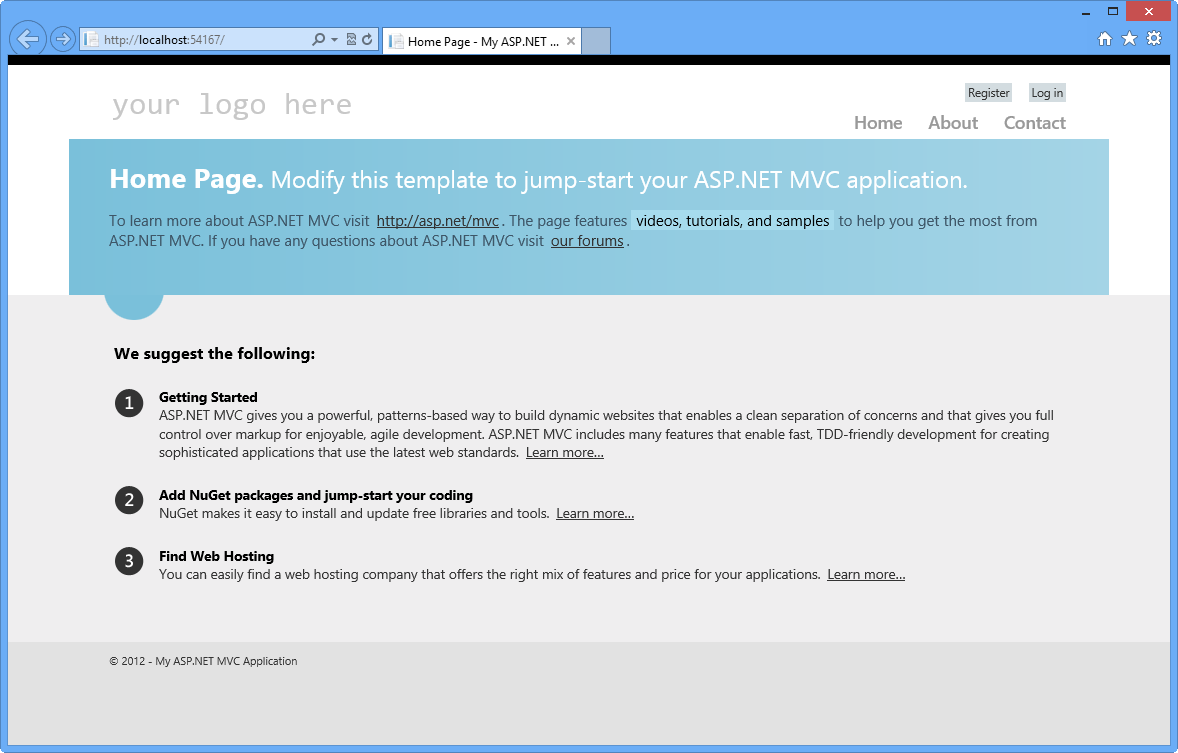 http://localhost:54167/
Home Page - My ASP.NET ...
your logo here
Register Log in
Home About Contact
Home Page. Modify this template to jump-start your ASP.NET MVC application.
To learn more about ASP.NET MVC visit http://asp.net/mvc. The page features videos, tutorials, and samples to help you get the most from
ASP.NET MVC. If you have any questions about ASP.NET MVC visit our forums.
We suggest the following:
1 Getting Started
ASP.NET MVC gives you a powerful, patterns-based way to build dynamic websites that enables a clean separation of concerns and that gives you full
control over markup for enjoyable, agile development. ASP.NET MVC includes many features that enable fast, TDD-friendly development for creating
sophisticated applications that use the latest web standards. Learn more...
2 Add NuGet packages and jump-start your coding
NuGet makes it easy to install and update free libraries and tools. Learn more...
3 Find Web Hosting
You can easily find a web hosting company that offers the right mix of features and price for your applications. Learn more...
© 2012 - My ASP.NET MVC Application